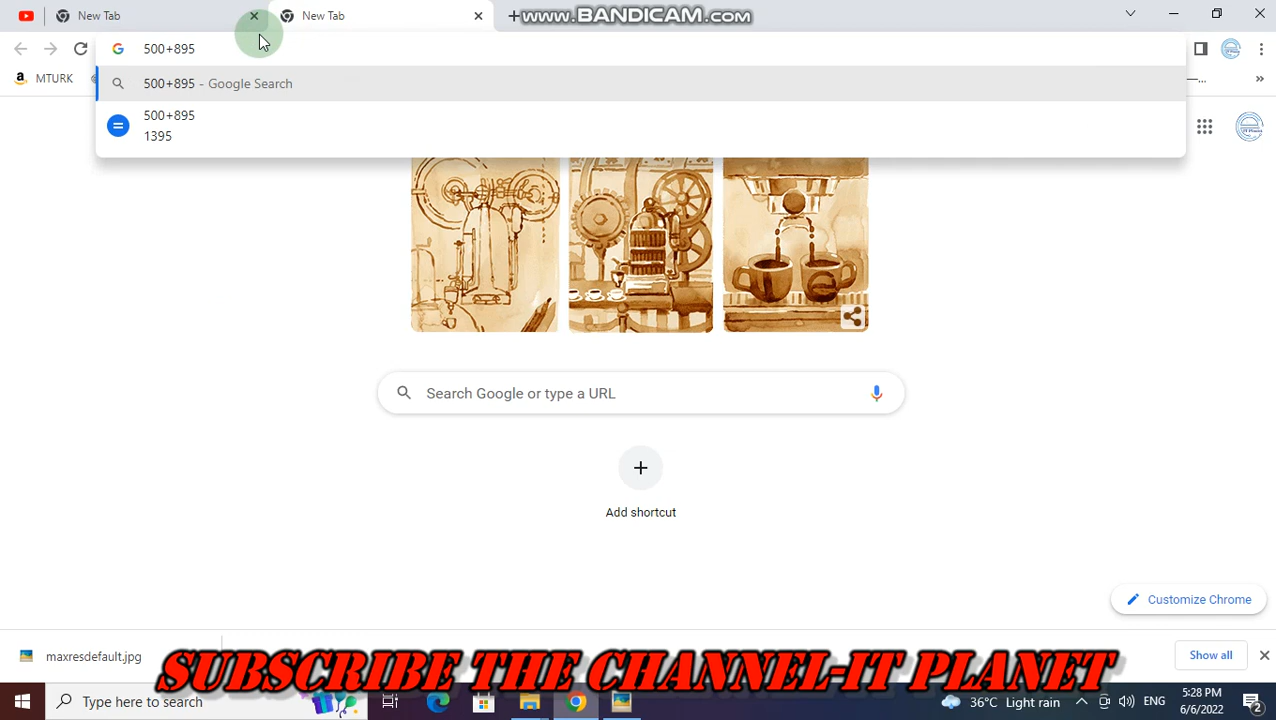 New Tab
New Tab
www.BANDICAM.com
500+895
MTURK
500+895 - Google Search
500+895
1395
Search Google or type a URL
Add shortcut
Customize Chrome
maxresdefault.jpg
Show all
SUBSCRIBE THE CHANNEL-IT PLANET
Type here to search
36°C Light rain
ENG
5:28 PM
6/6/2022
2